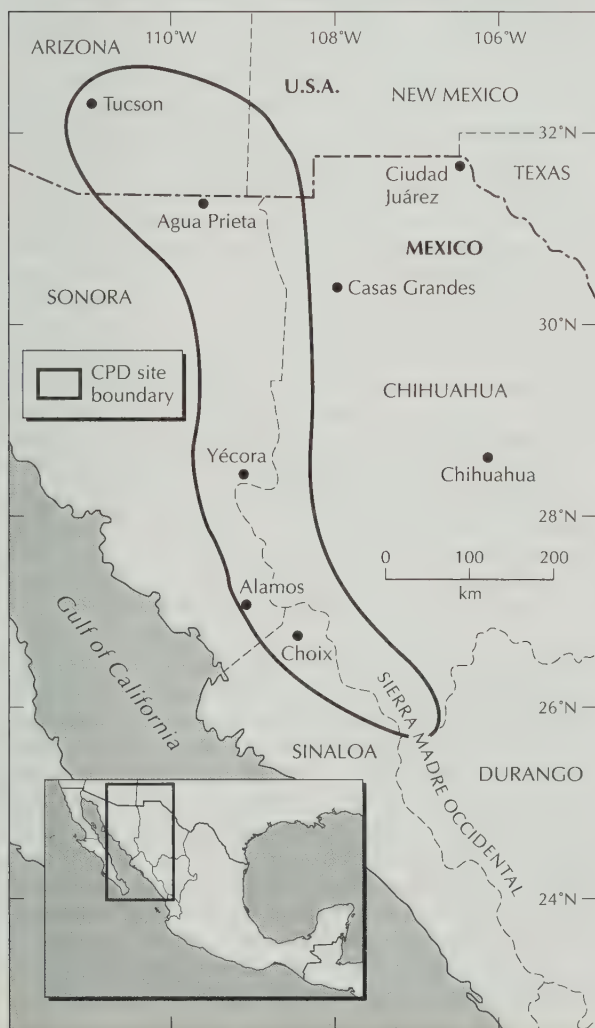 110°W
108°W
106°W
ARIZONA
U.S.A.
NEW MEXICO
Tucson
32°N
TEXAS
Ciudad
Juárez
Agua Prieta
MEXICO
SONORA
Casas Grandes
30°N
CPD site
boundary
CHIHUAHUA
Yécora
Chihuahua
28°N
0 100 200
km
Alamos
Gulf of California
Choix
SIERRA MADRE OCCIDENTAL
26°N
SINALOA
DURANGO
24°N